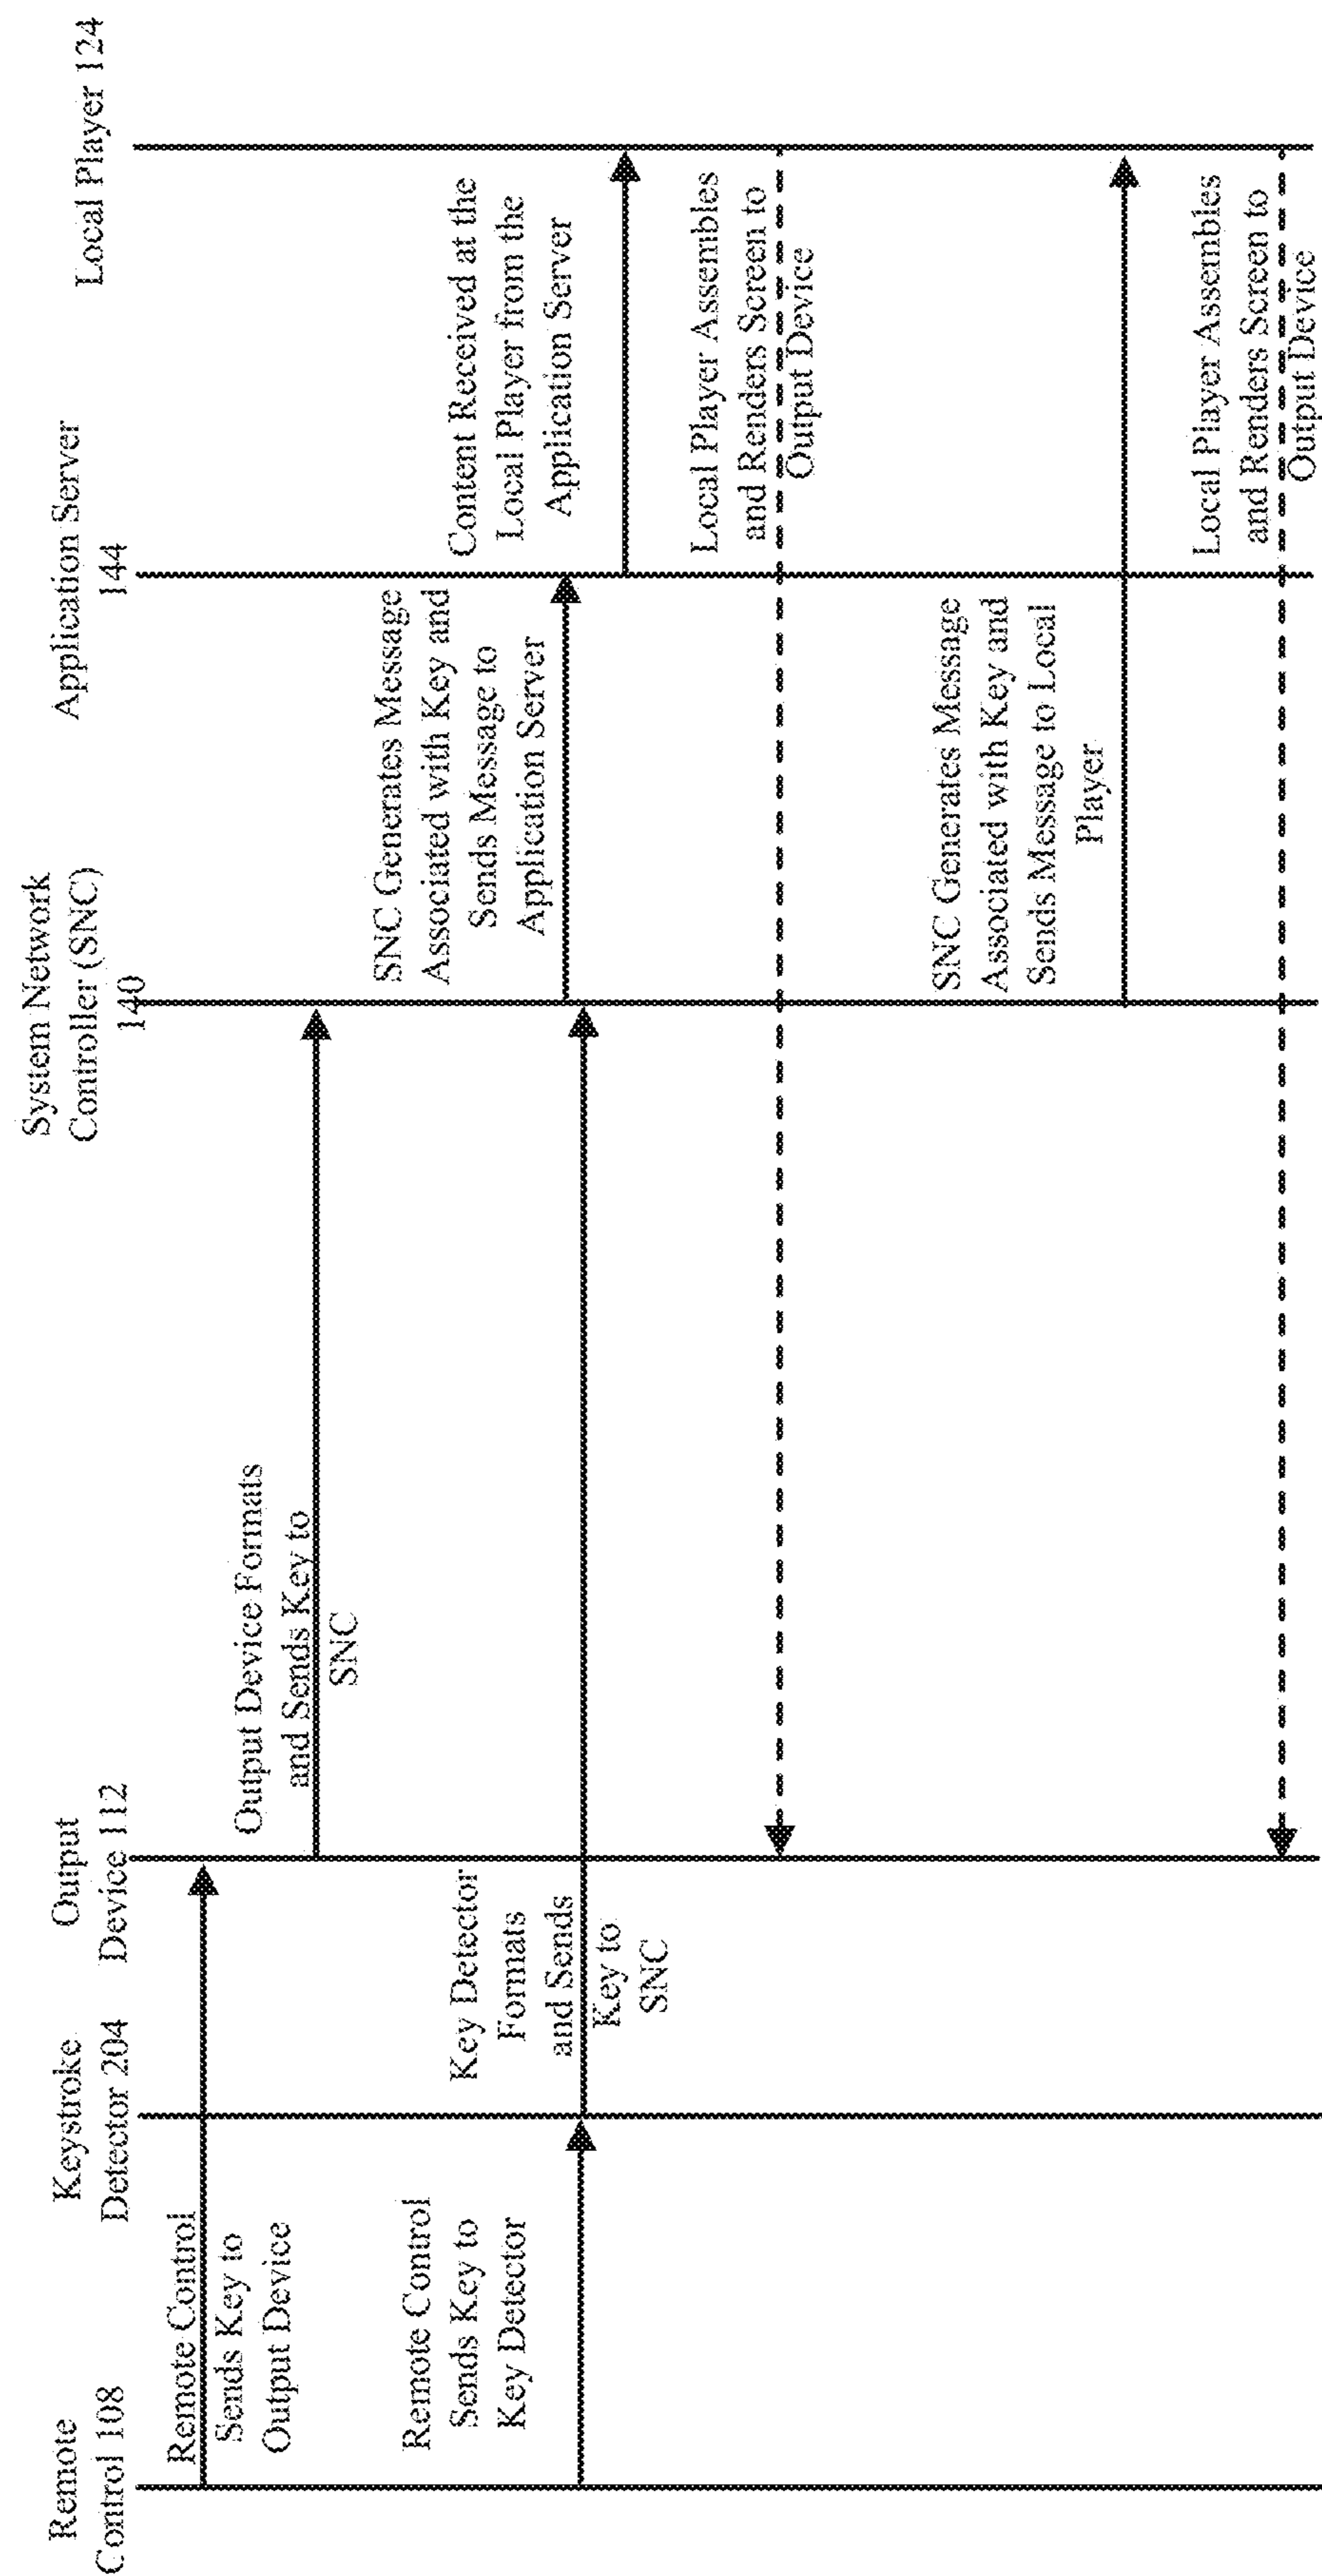 Remote
Control 108
Keystroke
Detector 204
Output
Device 112
System Network
Controller (SNC)
140
Application Server
144
Local Player 124
Remote Control
Sends Key to
Output Device
Output Device Formats
and Sends Key to
SNC
Remote Control
Sends Key to
Key Detector
Key Detector
Formats
and Sends
Key to
SNC
SNC Generates Message
Associated with Key and
Sends Message to
Application Server
Content Received at the
Local Player from the
Application Server
Local Player Assembles
and Renders Screen to
Output Device
SNC Generates Message
Associated with Key and
Sends Message to Local
Player
Local Player Assembles
and Renders Screen to
Output Device